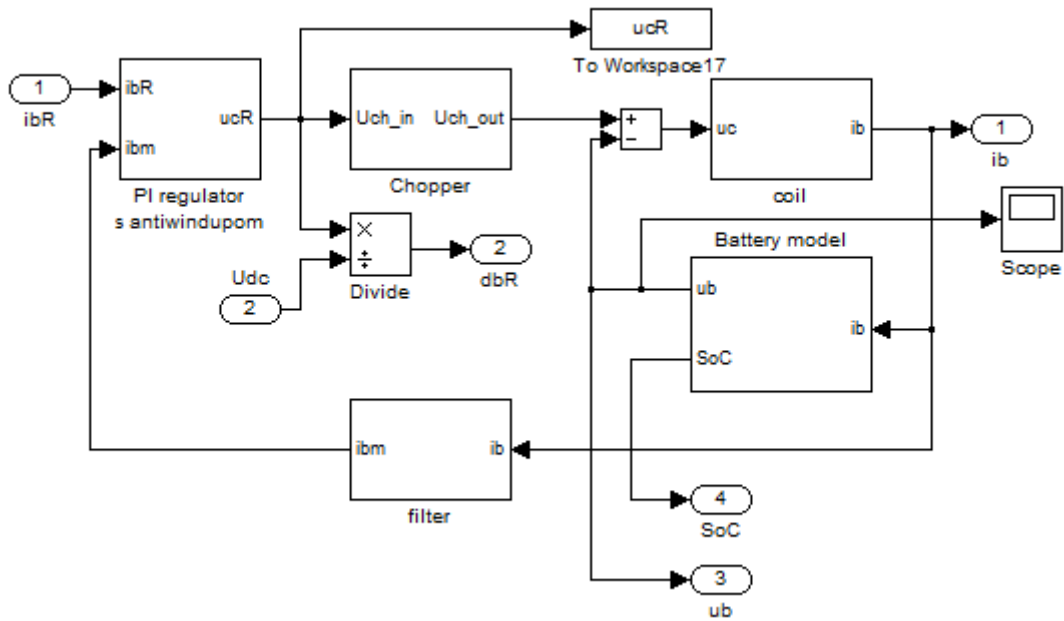 ucR
To Workspace17
1
ibR
ibR
ibm
ucR
PI regulator
s antiwindupom
Uch_in
Uch_out
Chopper
+
−
uc
ib
coil
1
ib
Scope
Udc
2
×
÷
Divide
2
dbR
Battery model
ub
SoC
ib
ibm
ib
filter
4
SoC
3
ub